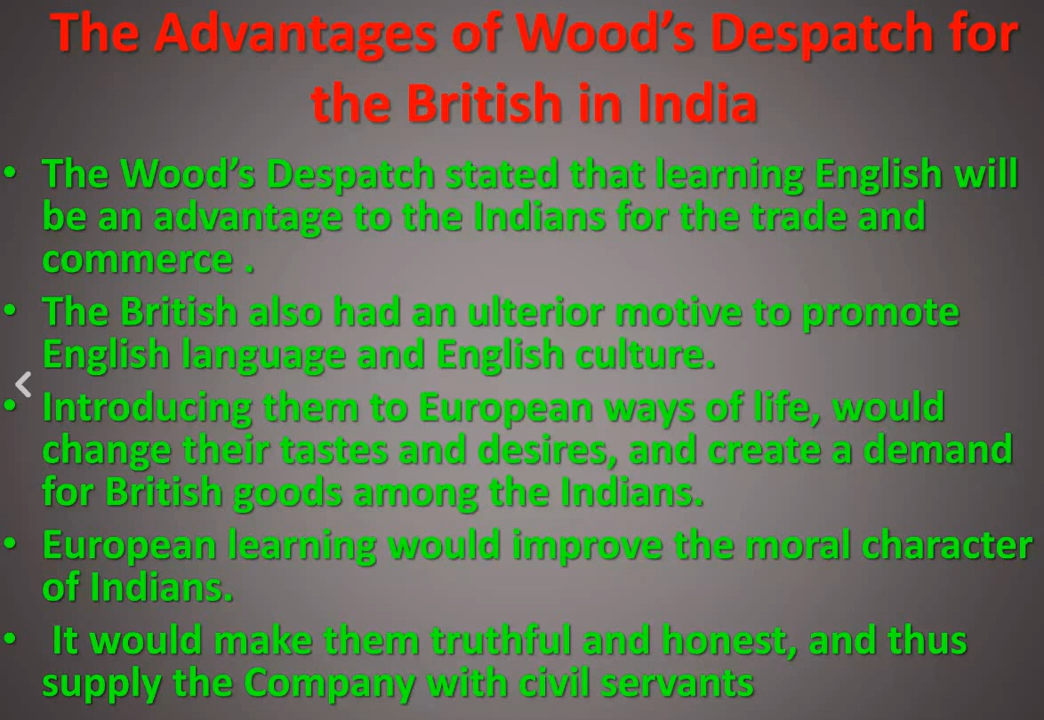 The Advantages of Wood’s Despatch for
the British in India
• The Wood’s Despatch stated that learning English will
be an advantage to the Indians for the trade and
commerce .
• The British also had an ulterior motive to promote
English language and English culture.
• Introducing them to European ways of life, would
change their tastes and desires, and create a demand
for British goods among the Indians.
• European learning would improve the moral character
of Indians.
• It would make them truthful and honest, and thus
supply the Company with civil servants